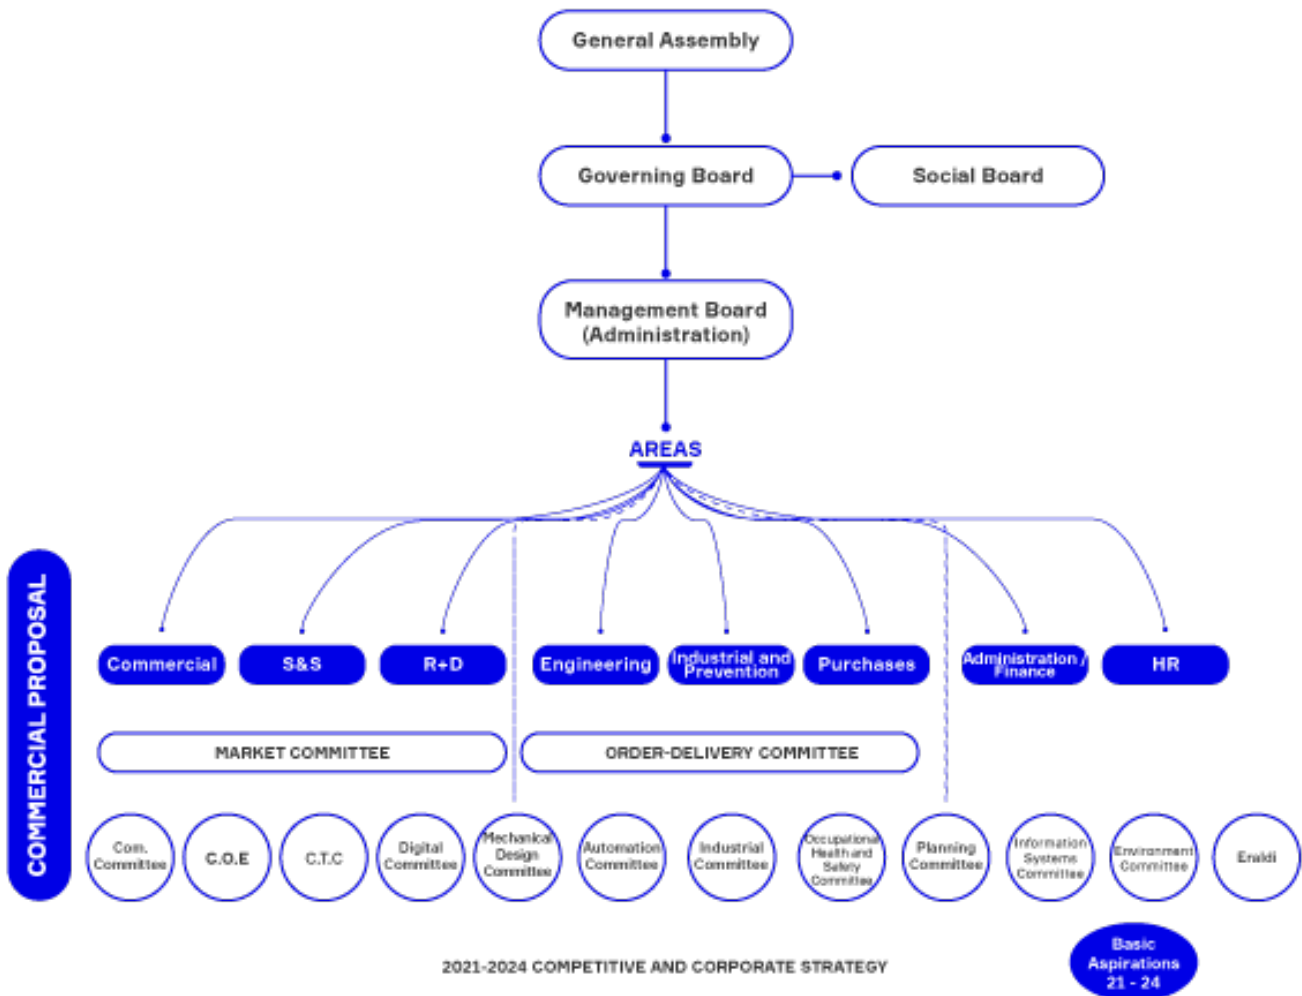 General Assembly
Governing Board
Social Board
Management Board
(Administration)
AREAS
COMMERCIAL PROPOSAL
Commercial
S&S
R+D
Engineering
Industrial and
Prevention
Purchases
Administration /
Finance
HR
MARKET COMMITTEE
ORDER-DELIVERY COMMITTEE
Com.
Committee
C.O.E
C.T.C
Digital
Committee
Mechanical
Design
Committee
Automation
Committee
Industrial
Committee
Occupational
Health and
Safety
Committee
Planning
Committee
Information
Systems
Committee
Environment
Committee
Eraldi
2021-2024 COMPETITIVE AND CORPORATE STRATEGY
Basic
Aspirations
21 - 24